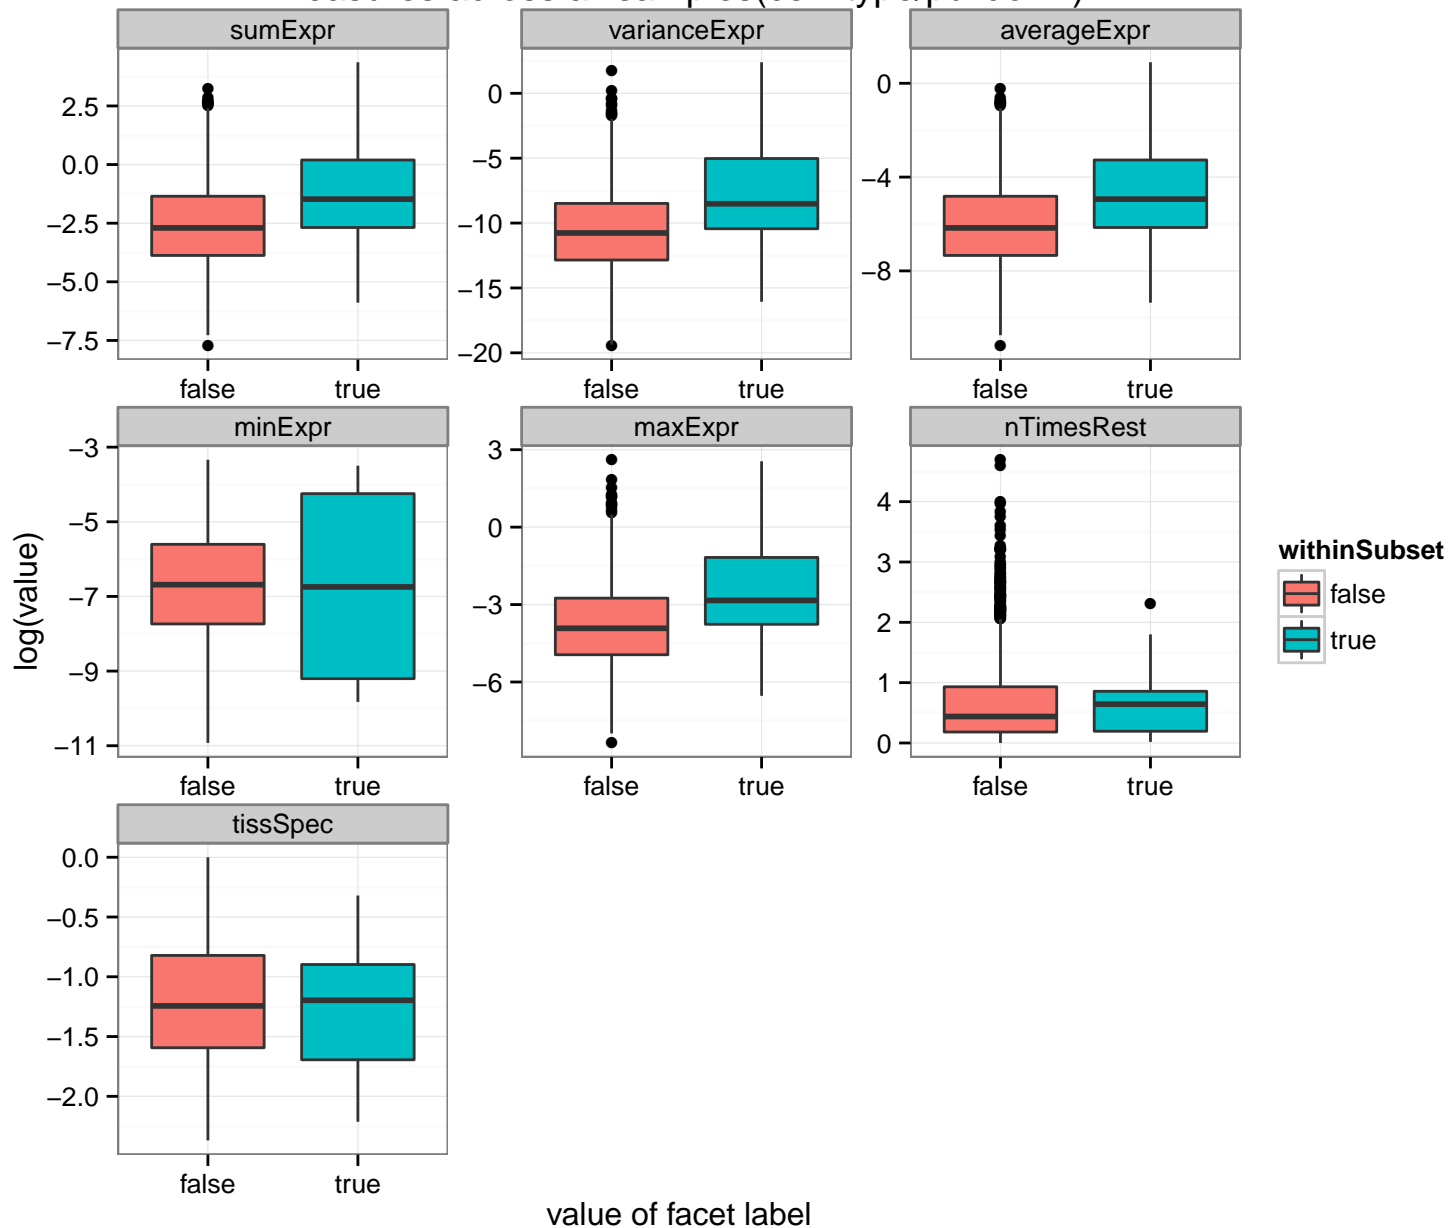 sumExpr varianceExpr averageExpr
2.5
0.0
−2.5
−5.0
−7.5
0
−5
−10
−15
−20
0
−4
−8
false true false true false true
minExpr maxExpr nTimesRest
−3
−5
−7
−9
−11
3
0
−3
−6
4
3
2
1
0
false true false true false true
tissSpec
0.0
−0.5
−1.0
−1.5
−2.0
false true
log(value)
value of facet label
withinSubset
false
true